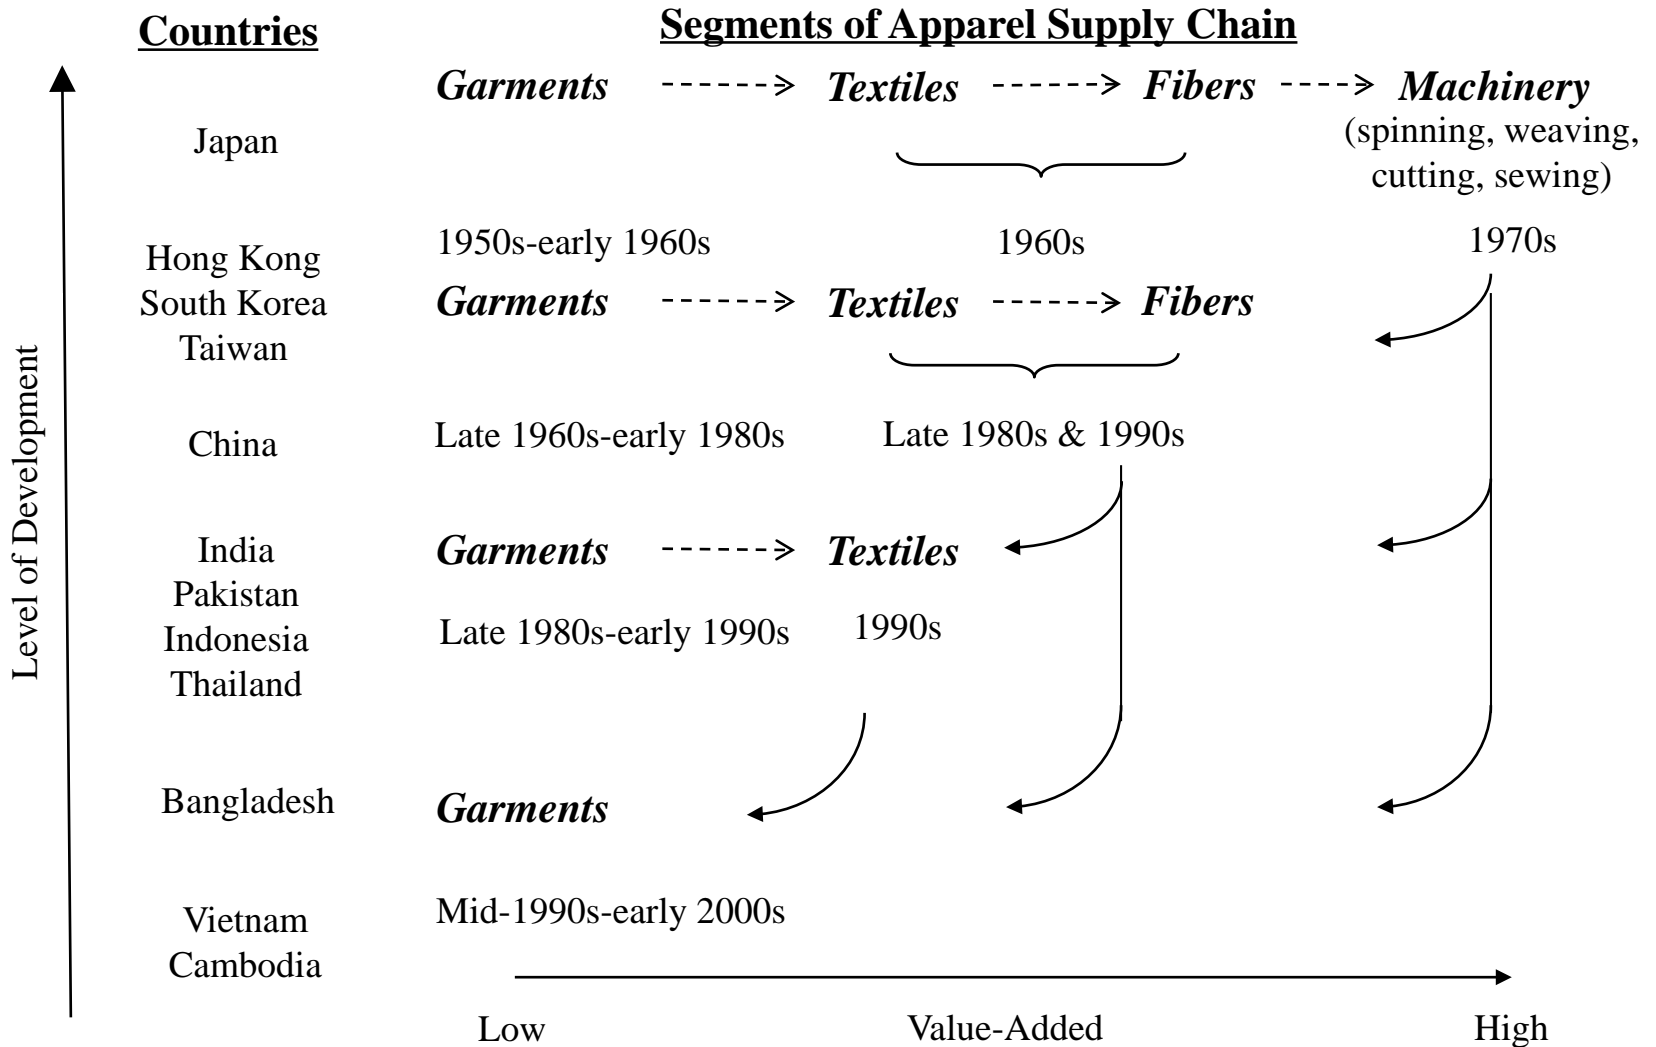 Countries
Segments of Apparel Supply Chain
Garments Textiles Fibers Machinery
Japan
(spinning, weaving,
cutting, sewing)
1950s-early 1960s 1960s 1970s
Hong Kong
South Korea
Taiwan
Garments Textiles Fibers
China
Late 1960s-early 1980s Late 1980s & 1990s
India
Pakistan
Indonesia
Thailand
Garments Textiles
Late 1980s-early 1990s 1990s
Bangladesh
Garments
Vietnam
Cambodia
Mid-1990s-early 2000s
Level of Development
Low Value-Added High